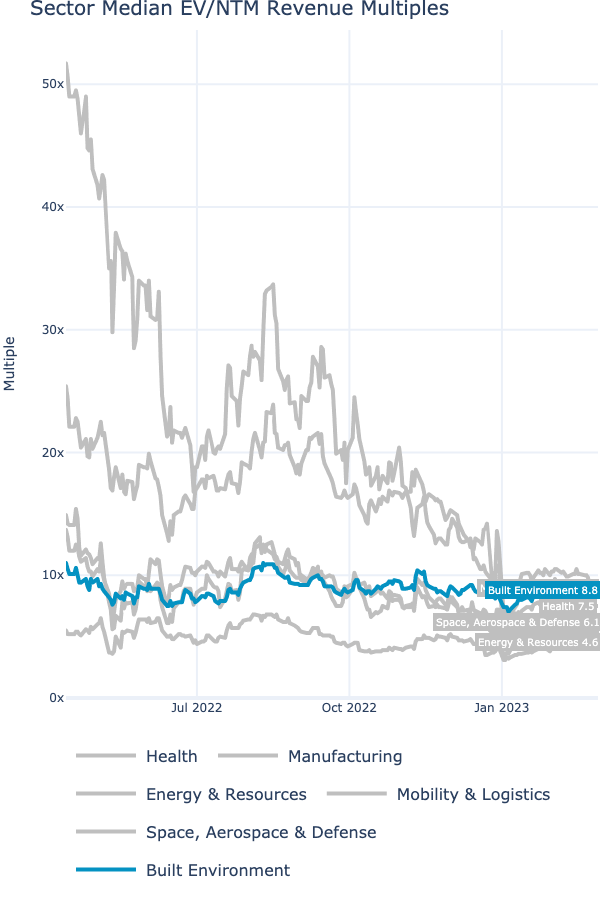 Sector Median EV/NTM Revenue Multiples
50x
40x
30x
20x
10x
0x
Multiple
Jul 2022
Oct 2022
Jan 2023
Built Environment 8.8
Health 7.5
Space, Aerospace & Defense 6.1
Energy & Resources 4.6
Health
Manufacturing
Energy & Resources
Mobility & Logistics
Space, Aerospace & Defense
Built Environment